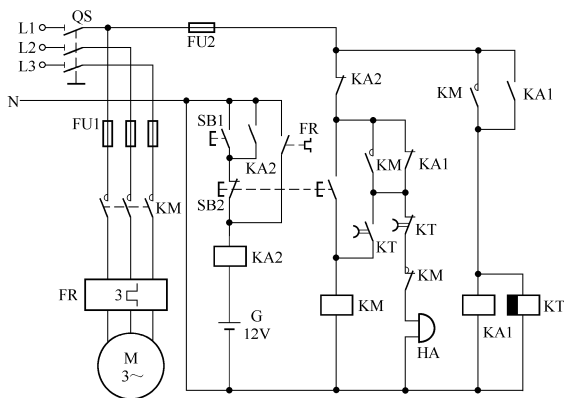 L1 QS
L2 FU2
L3
N
KA2
KM KA1
FU1
SB1 FR
KA2 KM KA1
SB2
KT KT
KM
KA2 KM
FR 3
G
12V
KM KA1 KT
HA
M
3～